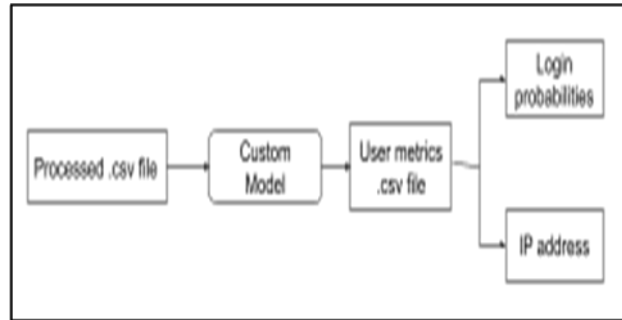 Processed .csv file
Custom
Model
User metrics
.csv file
Login
probabilities
IP address